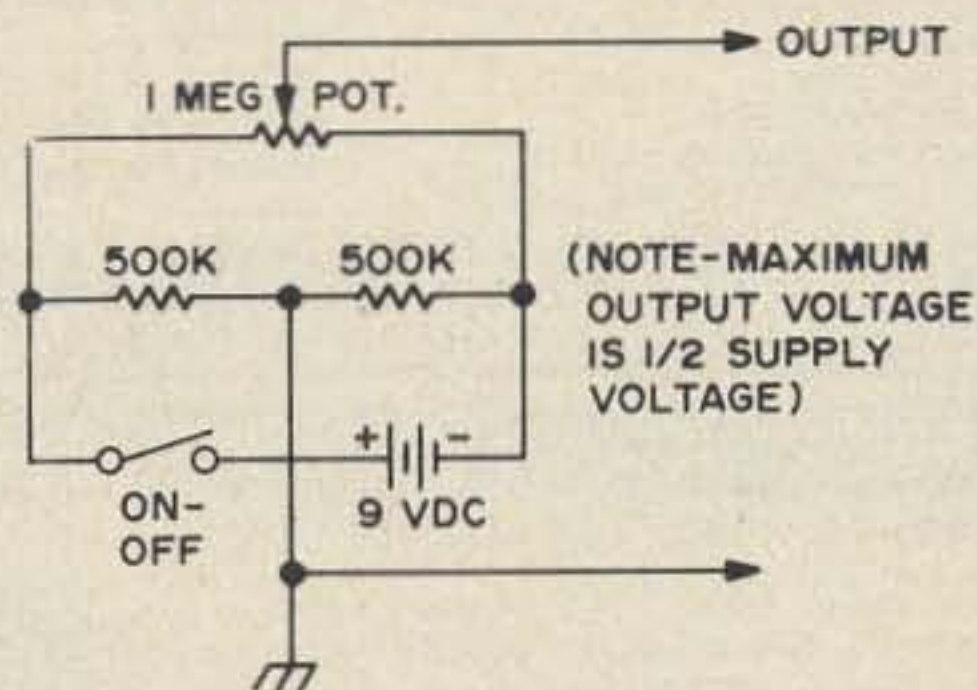 OUTPUT
1 MEG POT.
500K 500K
(NOTE-MAXIMUM
OUTPUT VOLTAGE
IS 1/2 SUPPLY
VOLTAGE)
+ -
ON-
OFF
9 VDC